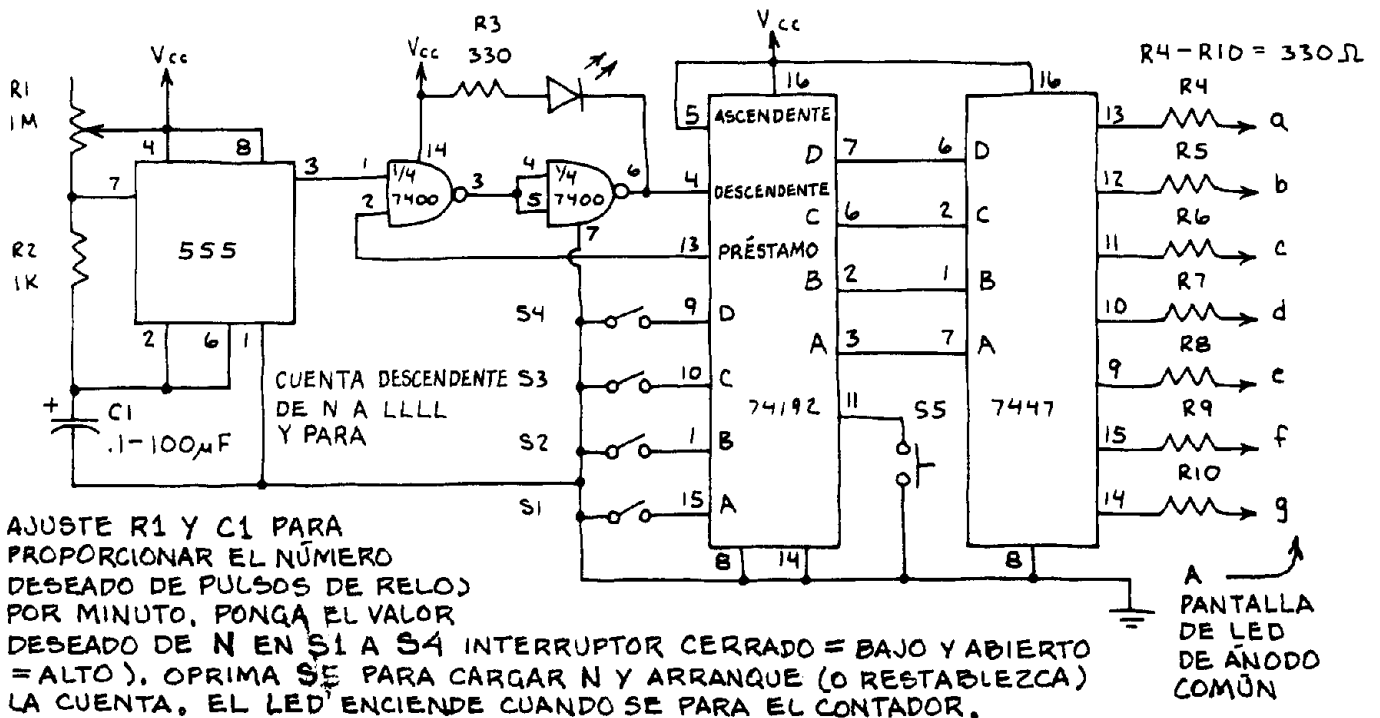 R3
330
Vcc
Vcc
Vcc
R4-R10 = 330Ω
R1
1M
4
8
7
3
555
R2
1K
2
6
1
+
C1
.1-100µF
1
2
14
1/4
7400
3
4
5
1/4
7400
6
7
CUENTA DESCENDENTE
DE N A LLLL
Y PARA
S4
S3
S2
S1
16
5
ASCENDENTE
D
7
4
DESCENDENTE
C
6
13
PRÉSTAMO
B
2
9
D
A
3
10
C
74192
11
S5
1
B
15
A
8
14
16
6
D
2
C
1
B
7
A
7447
8
13
R4
a
12
R5
b
11
R6
c
10
R7
d
9
R8
e
15
R9
f
14
R10
g
A
PANTALLA
DE LED
DE ÁNODO
COMÚN
AJUSTE R1 Y C1 PARA
PROPORCIONAR EL NÚMERO
DESEADO DE PULSOS DE RELOJ
POR MINUTO. PONGA EL VALOR
DESEADO DE N EN S1 A S4 INTERRUPTOR CERRADO = BAJO Y ABIERTO
= ALTO). OPRIMA SE PARA CARGAR N Y ARRANQUE (O RESTABLEZCA)
LA CUENTA. EL LED ENCIENDE CUANDO SE PARA EL CONTADOR.